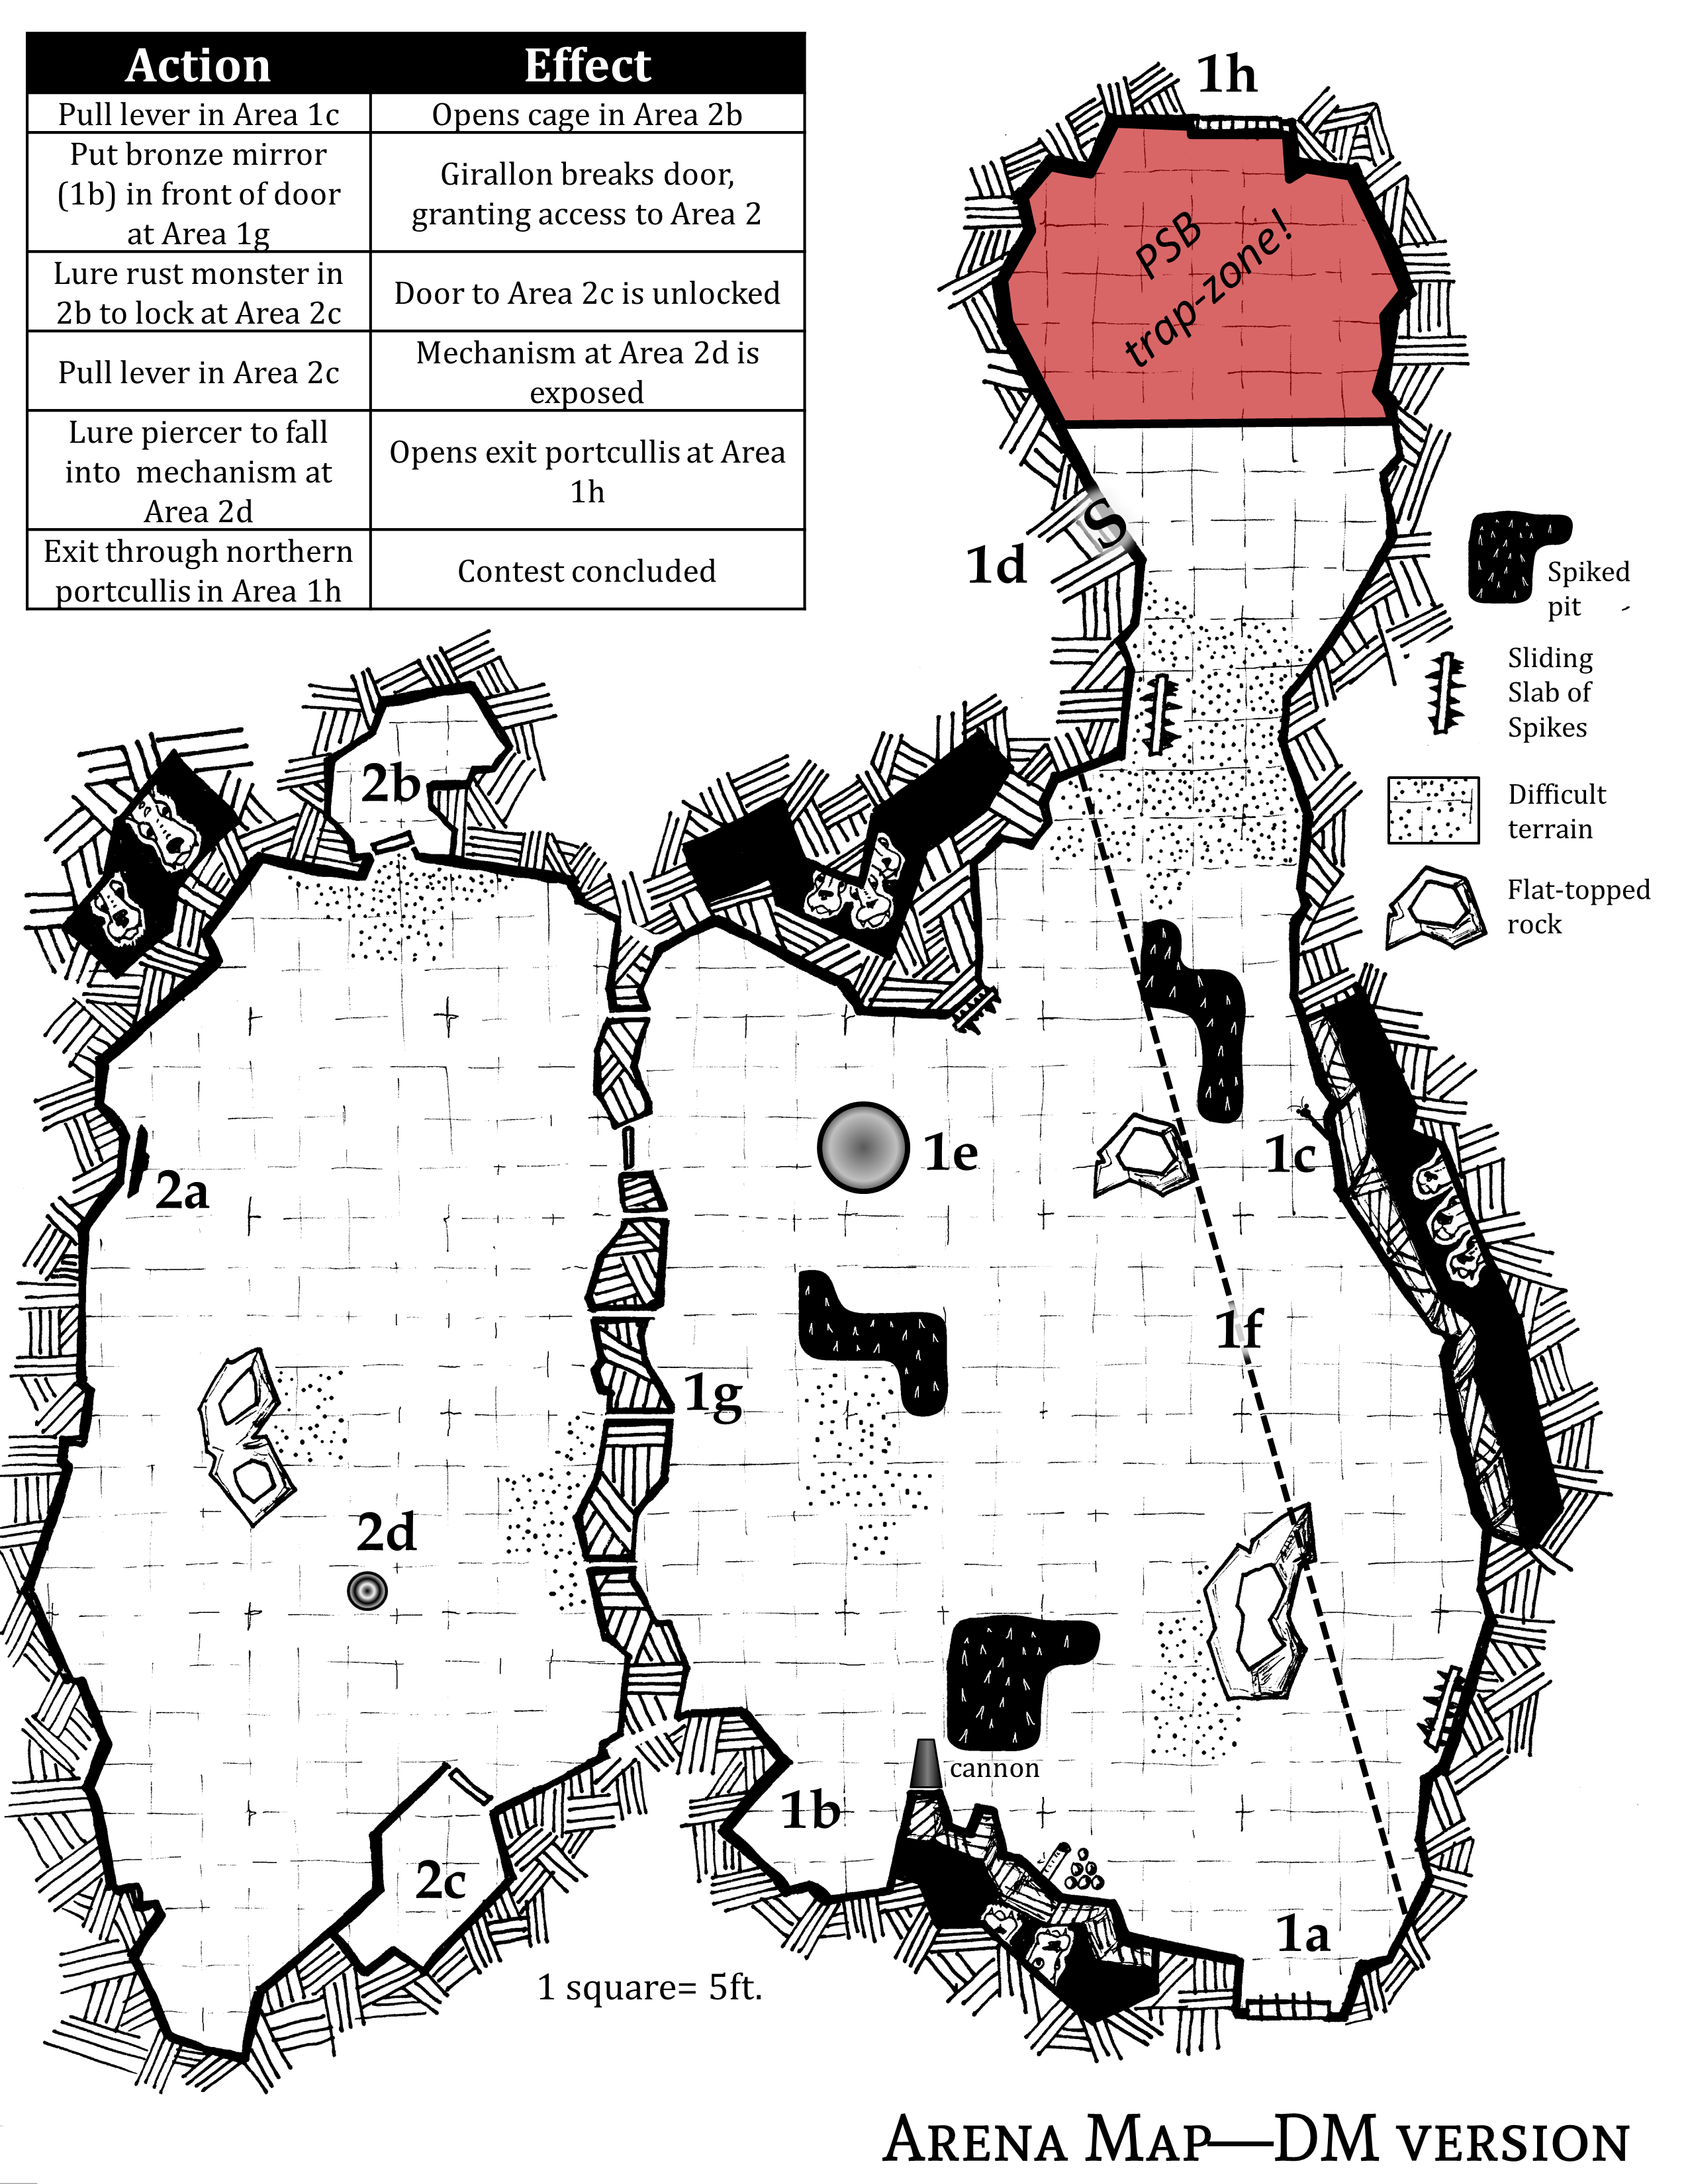 Action
Effect
Pull lever in Area 1c
Opens cage in Area 2b
Put bronze mirror
(1b) in front of door
at Area 1g
Girallon breaks door,
granting access to Area 2
Lure rust monster in
2b to lock at Area 2c
Door to Area 2c is unlocked
Pull lever in Area 2c
Mechanism at Area 2d is
exposed
Lure piercer to fall
into mechanism at
Area 2d
Opens exit portcullis at Area
1h
Exit through northern
portcullis in Area 1h
Contest concluded
1h
PSB
trap-zone!
S
1d
Spiked
pit
Sliding
Slab of
Spikes
Difficult
terrain
Flat-topped
rock
2b
2a
1e
1c
1f
1g
2d
cannon
1b
2c
1a
1 square= 5ft.
Arena Map—DM version